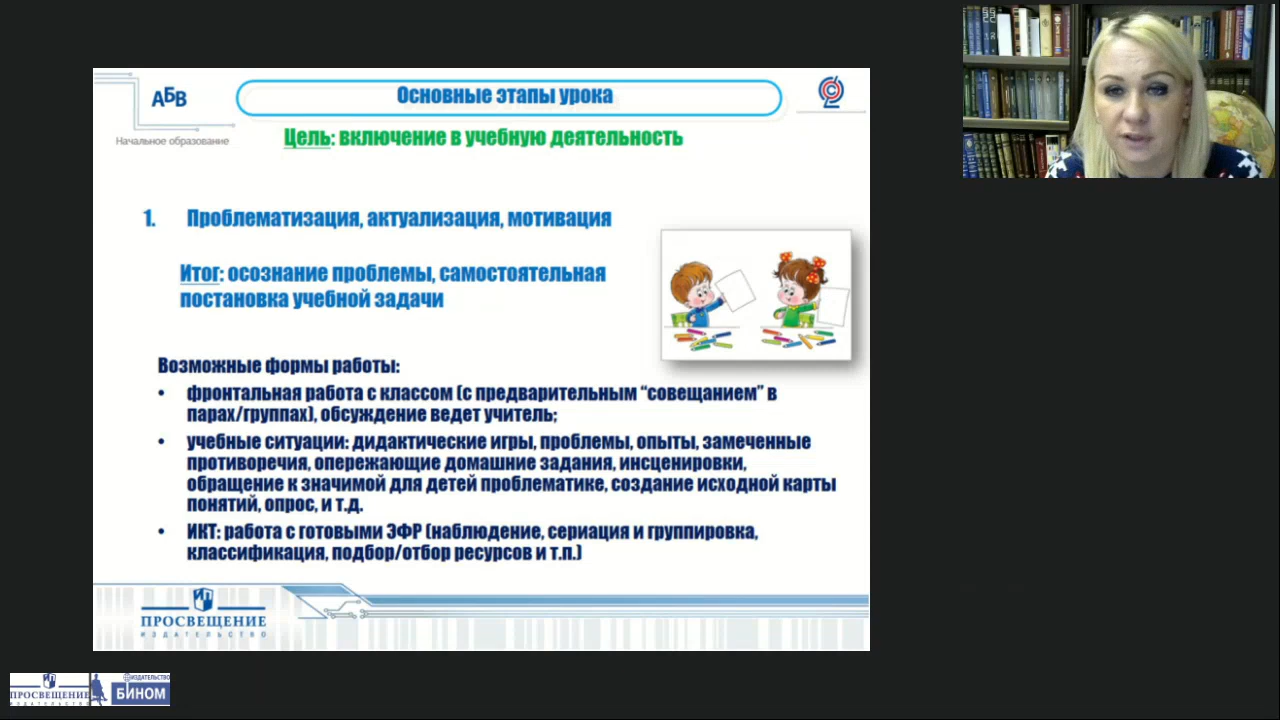 АБВ
Начальное образование
Основные этапы урока
Цель: включение в учебную деятельность
1. Проблематизация, актуализация, мотивация
Итог: осознание проблемы, самостоятельная
постановка учебной задачи
Возможные формы работы:
• фронтальная работа с классом (с предварительным “совещанием” в
парах/группах), обсуждение ведет учитель;
• учебные ситуации: дидактические игры, проблемы, опыты, замеченные
противоречия, опережающие домашние задания, инсценировки,
обращение к значимой для детей проблематике, создание исходной карты
понятий, опрос, и т.д.
• ИКТ: работа с готовыми ЭФР (наблюдение, сериация и группировка,
классификация, подбор/отбор ресурсов и т.п.)
ПРОСВЕЩЕНИЕ
ИЗДАТЕЛЬСТВО
ПРОСВЕЩЕНИЕ
ИЗДАТЕЛЬСТВО
ИЗДАТЕЛЬСТВО
БИНОМ